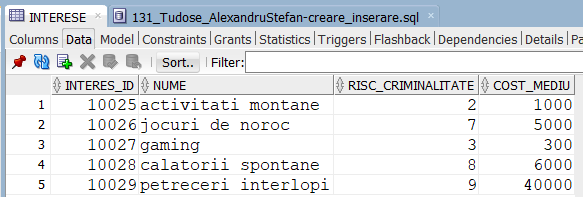 INTERESE 131_Tudose_AlexandruStefan-creare_inserare.sql
Columns Data Model Constraints Grants Statistics Triggers Flashback Dependencies Details Pa
Sort.. Filter:
INTERES_ID NUME RISC_CRIMINALITATE COST_MEDIU
1 10025 activitati montane 2 1000
2 10026 jocuri de noroc 7 5000
3 10027 gaming 3 300
4 10028 calatorii spontane 8 6000
5 10029 petreceri interlopi 9 40000